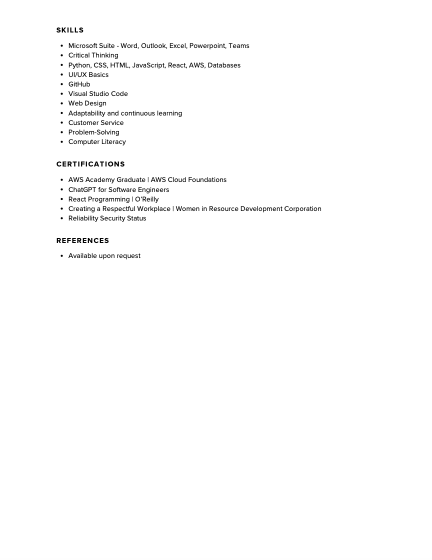 SKILLS
• Microsoft Suite - Word, Outlook, Excel, Powerpoint, Teams
• Critical Thinking
• Python, CSS, HTML, JavaScript, React, AWS, Databases
• UI/UX Basics
• GitHub
• Visual Studio Code
• Web Design
• Adaptability and continuous learning
• Customer Service
• Problem-Solving
• Computer Literacy
CERTIFICATIONS
• AWS Academy Graduate | AWS Cloud Foundations
• ChatGPT for Software Engineers
• React Programming | O'Reilly
• Creating a Respectful Workplace | Women in Resource Development Corporation
• Reliability Security Status
REFERENCES
• Available upon request